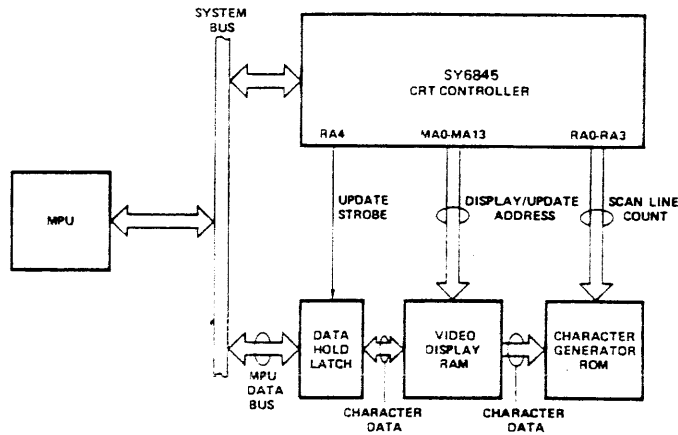 SYSTEM
BUS
SY6845
CRT CONTROLLER
RA4
MA0-MA13
RA0-RA3
MPU
UPDATE
STROBE
DISPLAY/UPDATE
ADDRESS
SCAN LINE
COUNT
DATA
HOLD
LATCH
VIDEO
DISPLAY
RAM
CHARACTER
GENERATOR
ROM
MPU
DATA
BUS
CHARACTER
DATA
CHARACTER
DATA